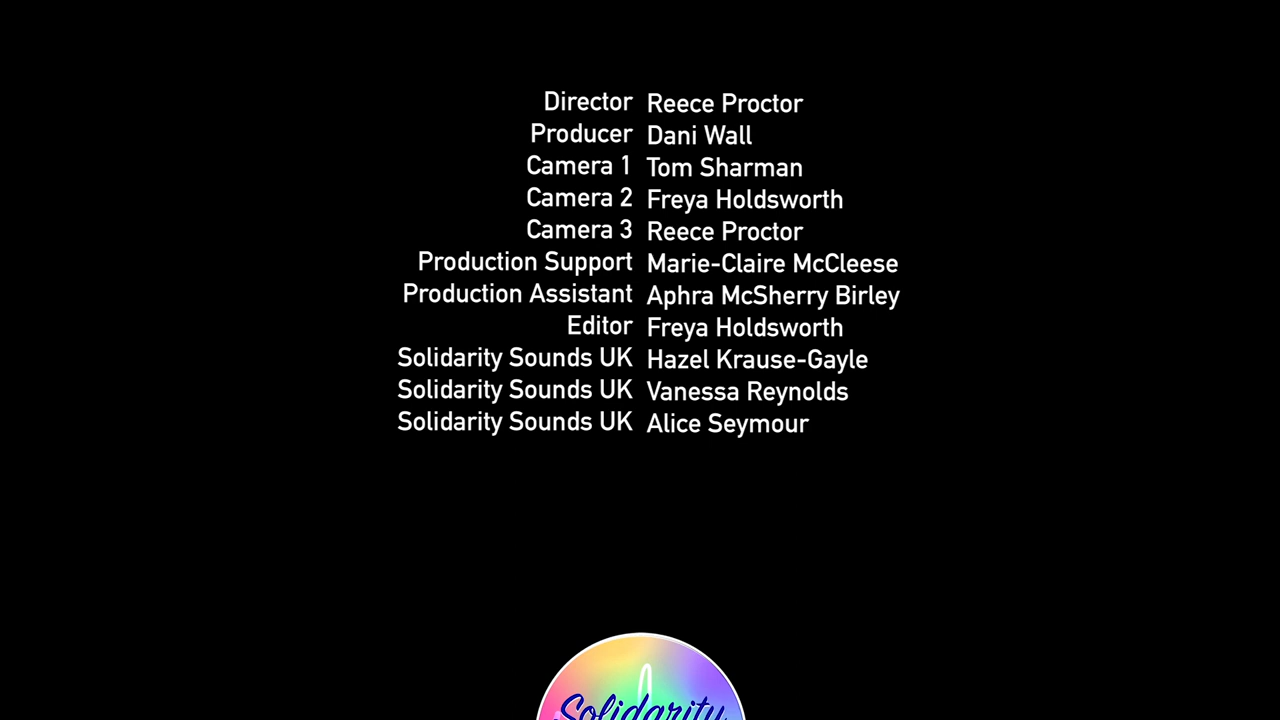 Director Reece Proctor
Producer Dani Wall
Camera 1 Tom Sharman
Camera 2 Freya Holdsworth
Camera 3 Reece Proctor
Production Support Marie-Claire McCleese
Production Assistant Aphra McSherry Birley
Editor Freya Holdsworth
Solidarity Sounds UK Hazel Krause-Gayle
Solidarity Sounds UK Vanessa Reynolds
Solidarity Sounds UK Alice Seymour
Solidarity